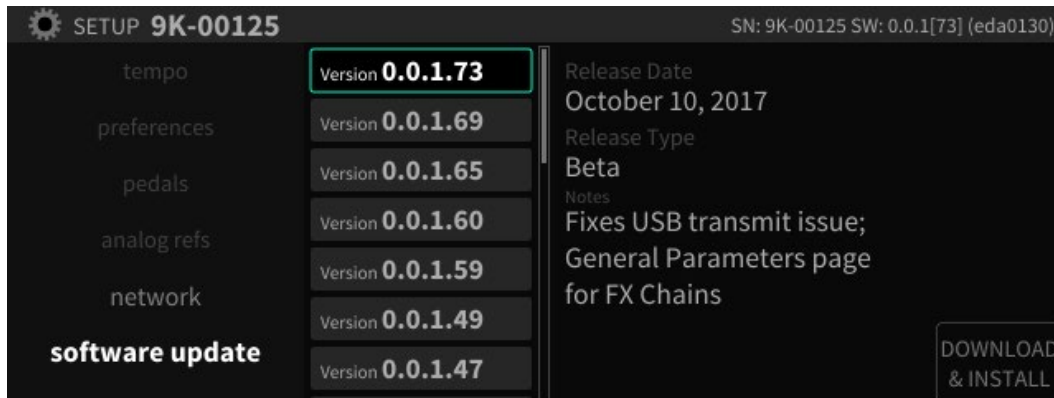 SETUP 9K-00125
SN: 9K-00125 SW: 0.0.1[73] (eda0130)
tempo
preferences
pedals
analog refs
network
software update
Version 0.0.1.73
Version 0.0.1.69
Version 0.0.1.65
Version 0.0.1.60
Version 0.0.1.59
Version 0.0.1.49
Version 0.0.1.47
Release Date
October 10, 2017
Release Type
Beta
Notes
Fixes USB transmit issue;
General Parameters page
for FX Chains
DOWNLOAD
& INSTALL